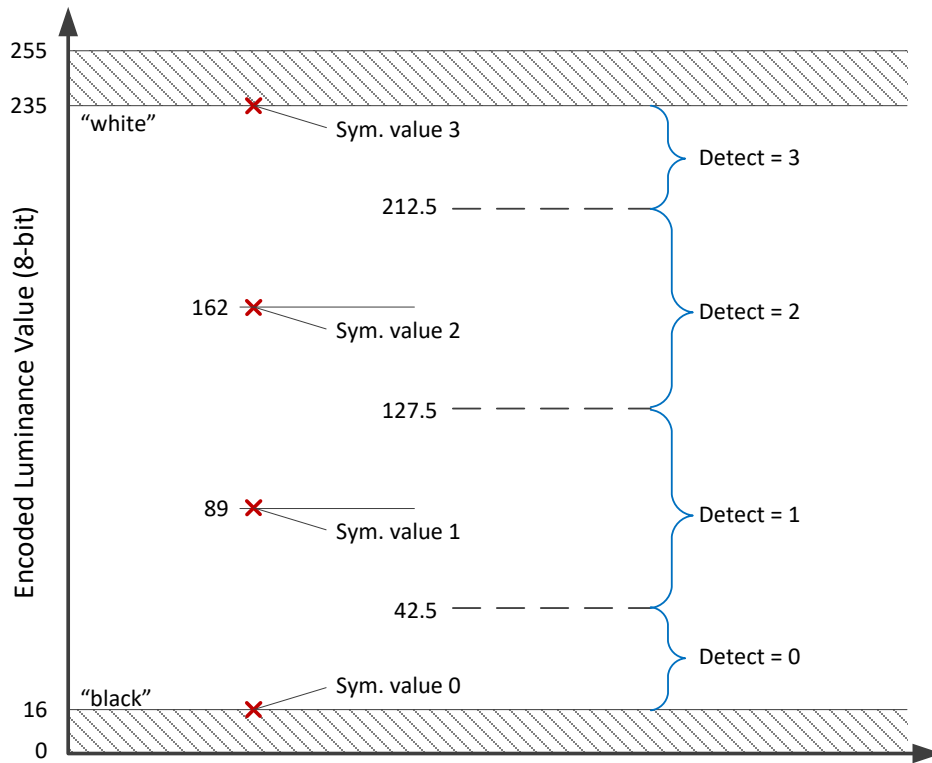 255
235
“white”
Sym. value 3
Detect = 3
212.5
162
Sym. value 2
Detect = 2
127.5
89
Sym. value 1
Detect = 1
42.5
Detect = 0
Sym. value 0
“black”
16
0
Encoded Luminance Value (8-bit)